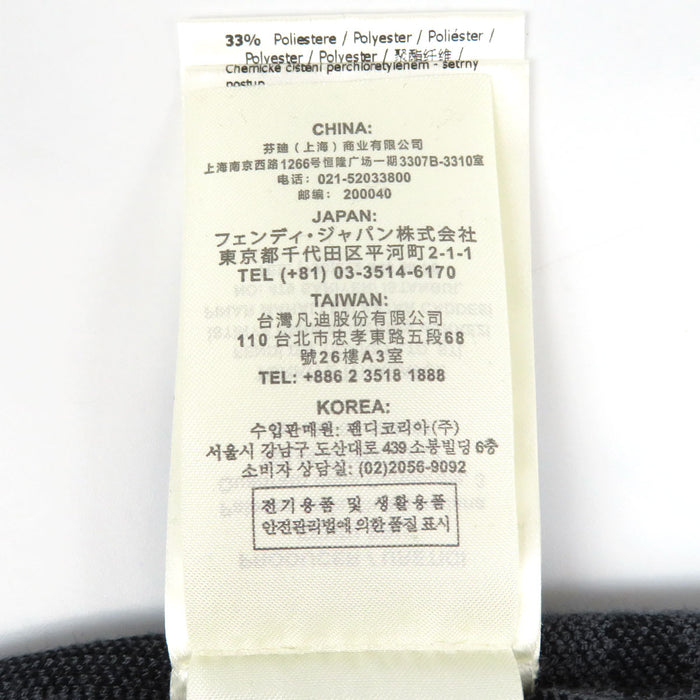 33% Poliestere / Polyester / Poliéster /
Polyester / Polyester / 聚酯纤维 /
Chemické čištění perchloretylenem - šetrný
postup
CHINA:
芬迪（上海）商业有限公司
上海南京西路1266号恒隆广场一期3307B-3310室
电话：021-52033800
邮编：200040
JAPAN:
フェンディ・ジャパン株式会社
東京都千代田区平河町2-1-1
TEL (+81) 03-3514-6170
TAIWAN:
台灣凡迪股份有限公司
110 台北市忠孝東路五段68
號26樓A3室
TEL: +886 2 3518 1888
KOREA:
수입판매원: 펜디코리아(주)
서울시 강남구 도산대로 439 소봉빌딩 6층
소비자 상담실: (02)2056-9092
전기용품 및 생활용품
안전관리법에 의한 품질 표시